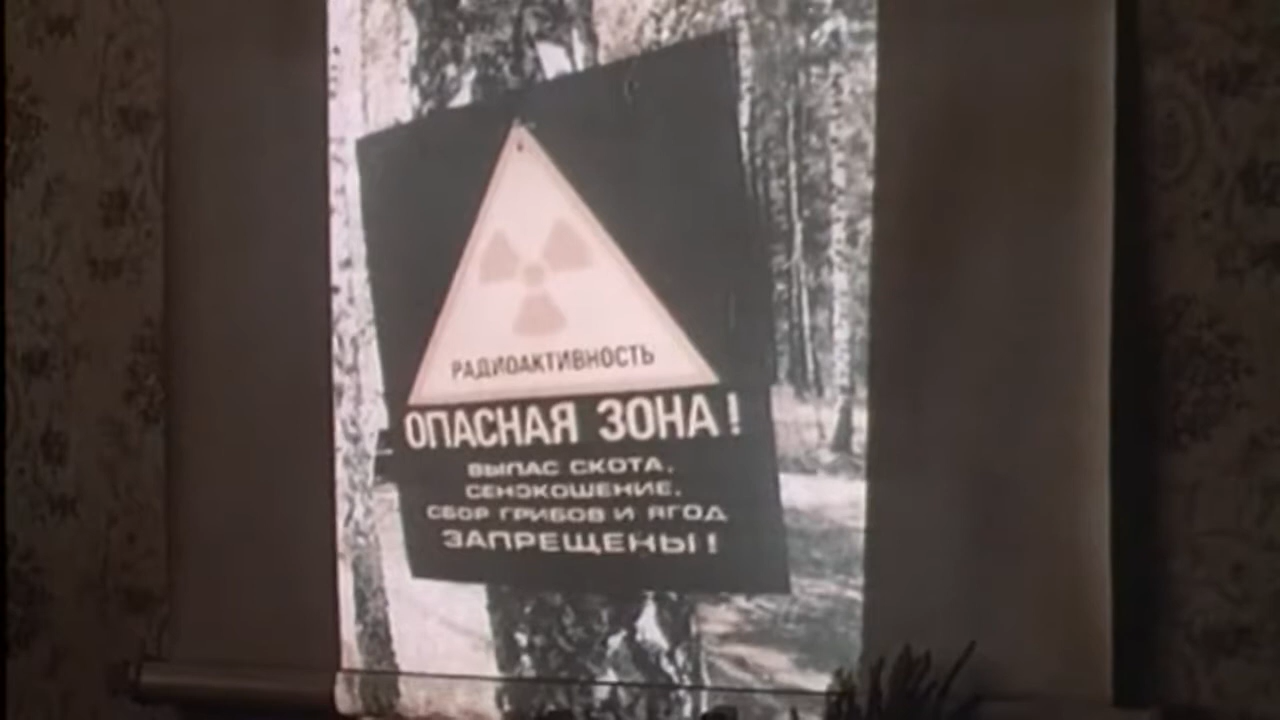 РАДИОАКТИВНОСТЬ
ОПАСНАЯ ЗОНА!
ВЫПАС СКОТА,
СЕНОКОШЕНИЕ,
СБОР ГРИБОВ И ЯГОД
ЗАПРЕЩЕНЫ!